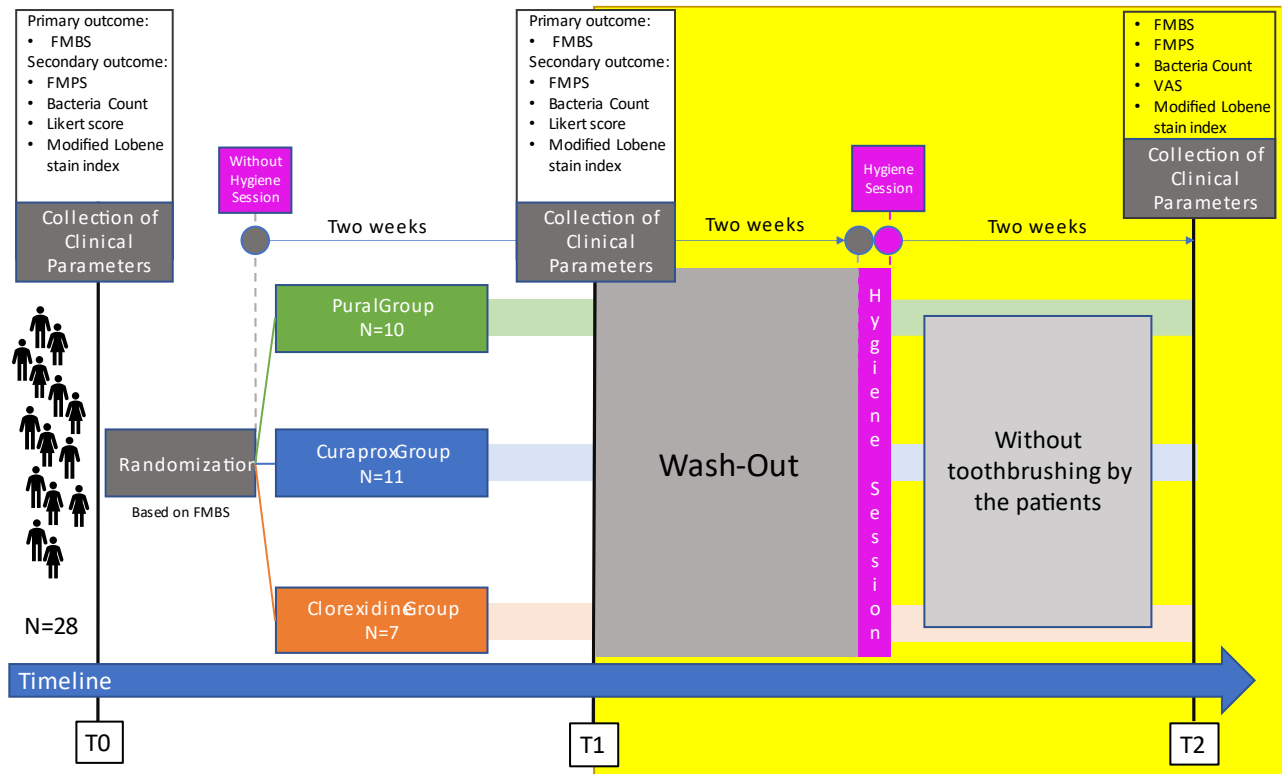 Primary outcome:
• FMBS
Secondary outcome:
• FMPS
• Bacteria Count
• Likert score
• Modified Lobene
stain index
Collection of
Clinical
Parameters
Without
Hygiene
Session
Two weeks
Primary outcome:
• FMBS
Secondary outcome:
• FMPS
• Bacteria Count
• Likert score
• Modified Lobene
stain index
Collection of
Clinical
Parameters
Two weeks
Hygiene
Session
Two weeks
• FMBS
• FMPS
• Bacteria Count
• VAS
• Modified Lobene
stain index
Collection of
Clinical
Parameters
N=28
Randomization
Based on FMBS
PuralGroup
N=10
CuraproxGroup
N=11
ClorexidineGroup
N=7
Wash-Out
Hygiene Session
Without
toothbrushing by
the patients
Timeline
T0
T1
T2